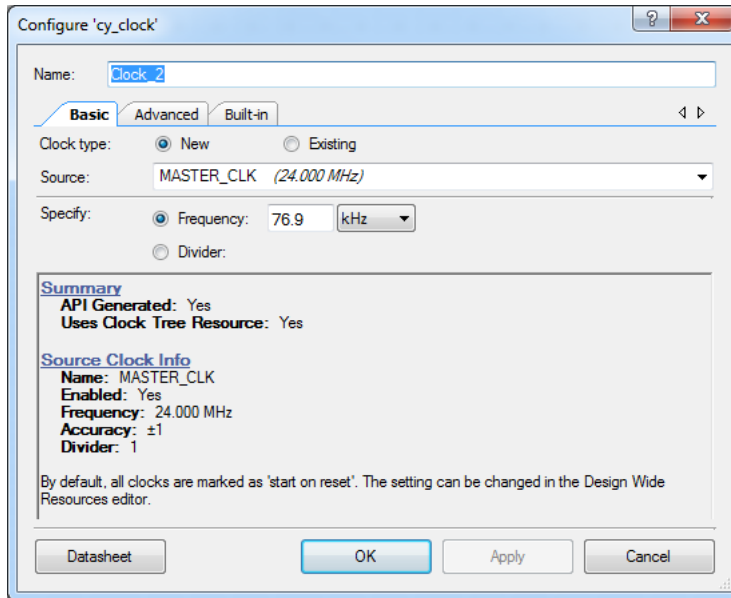 Configure 'cy_clock'
Name: Clock_2
Basic Advanced Built-in
Clock type: New Existing
Source: MASTER_CLK (24.000 MHz)
Specify: Frequency: 76.9 kHz
Divider:
Summary
API Generated: Yes
Uses Clock Tree Resource: Yes
Source Clock Info
Name: MASTER_CLK
Enabled: Yes
Frequency: 24.000 MHz
Accuracy: ±1
Divider: 1
By default, all clocks are marked as 'start on reset'. The setting can be changed in the Design Wide
Resources editor.
Datasheet OK Apply Cancel